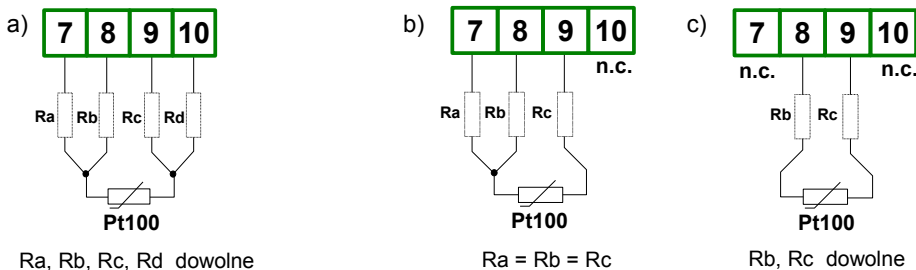 a) 7 8 9 10
Ra Rb Rc Rd
Pt100
Ra, Rb, Rc, Rd dowolne
b) 7 8 9 10
n.c.
Ra Rb Rc
Pt100
Ra = Rb = Rc
c) 7 8 9 10
n.c. n.c.
Rb Rc
Pt100
Rb, Rc dowolne